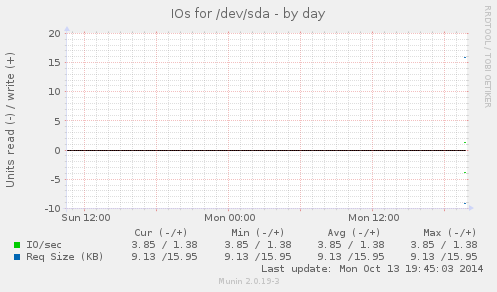 IOs for /dev/sda - by day
RRDTOOL / TOBI OETIKER
Units read (-) / write (+)
20
15
10
5
0
-5
-10
Sun 12:00 Mon 00:00 Mon 12:00
Cur (-/+) Min (-/+) Avg (-/+) Max (-/+)
IO/sec 3.85 / 1.38 3.85 / 1.38 3.85 / 1.38 3.85 / 1.38
Req Size (KB) 9.13 /15.95 9.13 /15.95 9.13 /15.95 9.13 /15.95
Last update: Mon Oct 13 19:45:03 2014
Munin 2.0.19-3